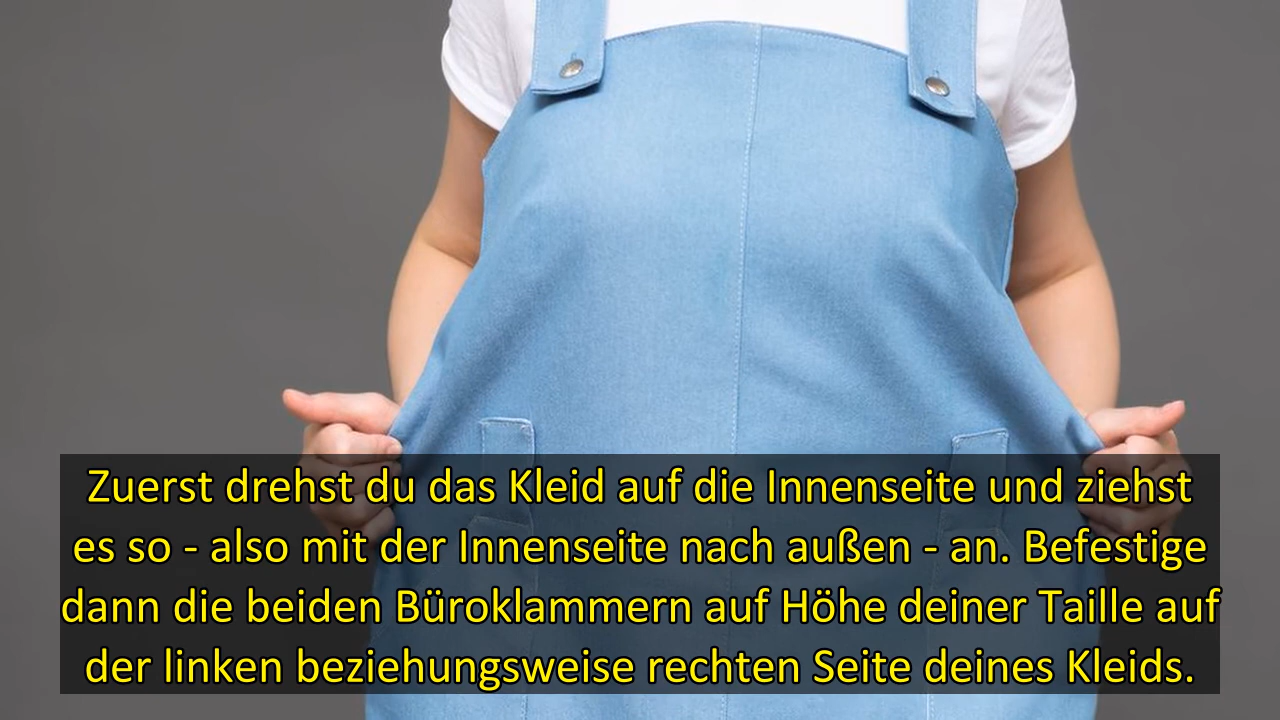 Zuerst drehst du das Kleid auf die Innenseite und ziehst
es so - also mit der Innenseite nach außen - an. Befestige
dann die beiden Büroklammern auf Höhe deiner Taille auf
der linken beziehungsweise rechten Seite deines Kleids.